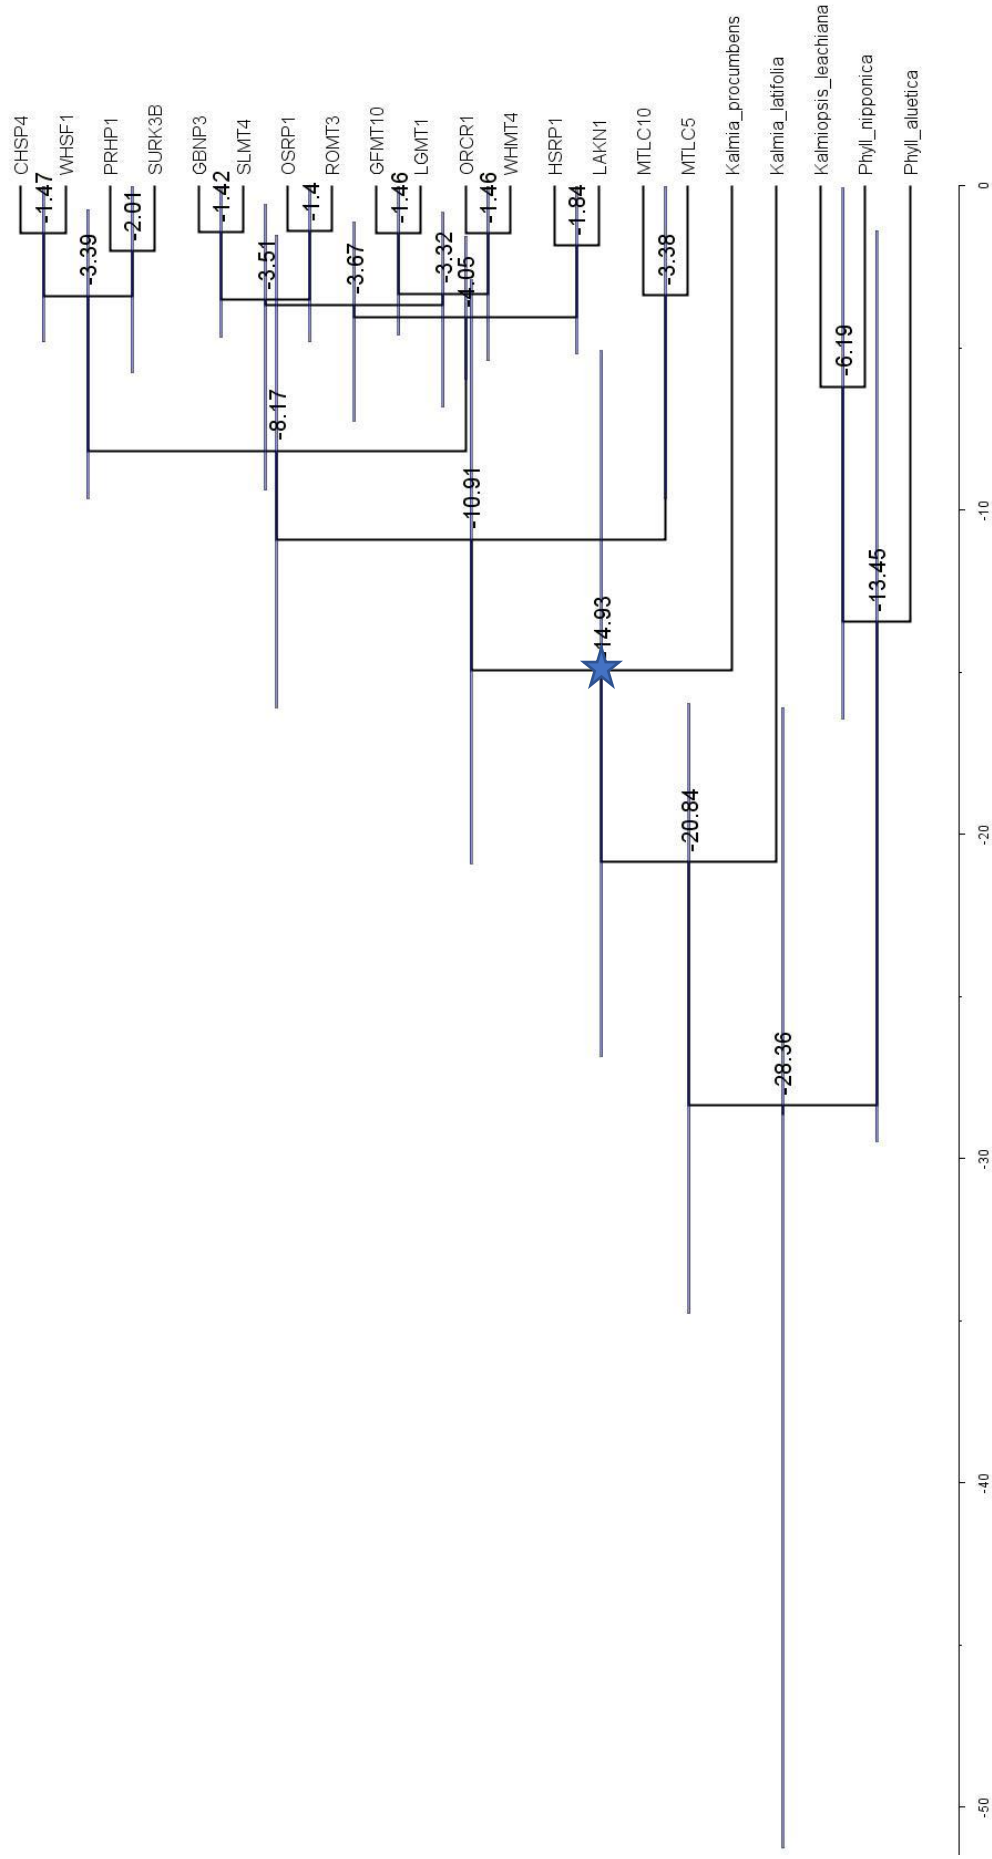 CHSP4
WHSF1
PRHP1
SURK3B
GBNP3
SLMT4
OSRP1
ROMT3
GFMT10
LGMT1
ORCR1
WHMT4
HSRP1
LAKN1
MTLC10
MTLC5
Kalmia_procumbens
Kalmia_latifolia
Kalmiopsis_leachiana
Phyll_nipponica
Phyll_aluetica
-1.47
-3.39
-2.01
-1.42
-3.51
-1.4
-3.67
-1.46
-3.32
-4.05
-1.46
-1.84
-3.38
-8.17
-10.91
-14.93
-20.84
-28.36
-6.19
-13.45
0
-10
-20
-30
-40
-50